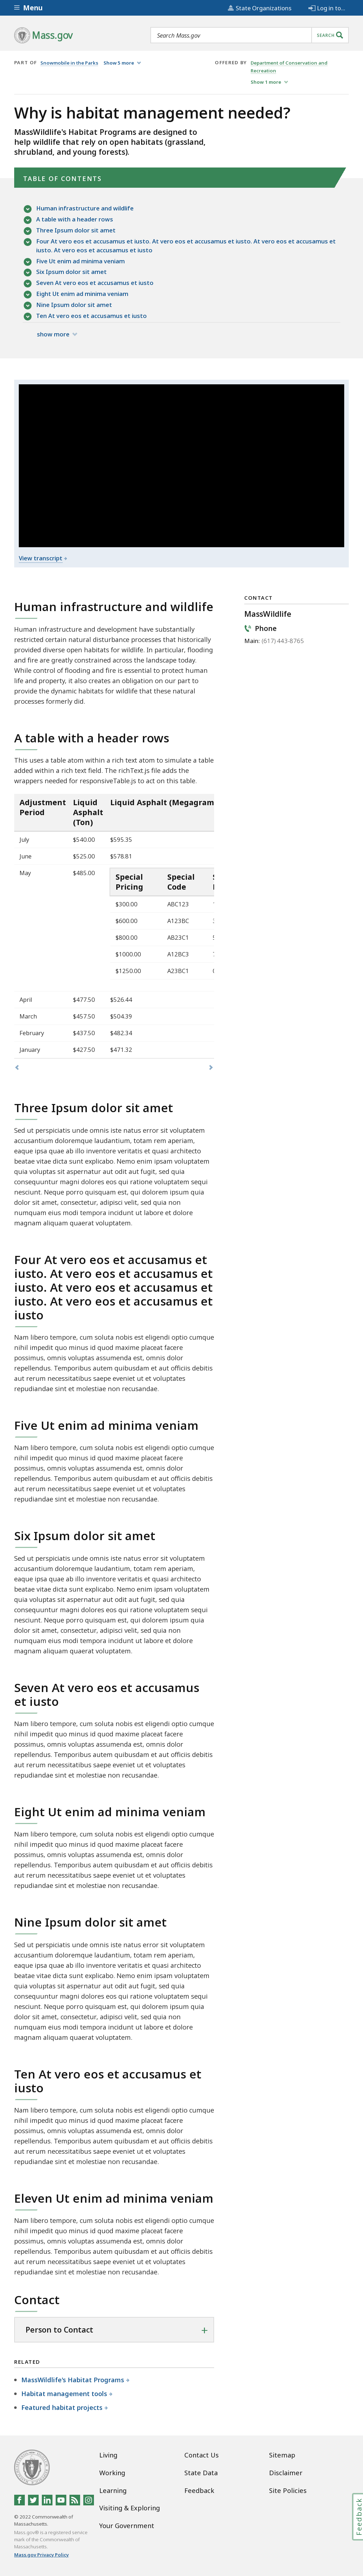 Menu
State Organizations
Log in to...
Mass.gov
Search Mass.gov
SEARCH
PART OF Snowmobile in the Parks Show 5 more
OFFERED BY Department of Conservation and
Recreation
Show 1 more
Why is habitat management needed?
MassWildlife's Habitat Programs are designed to
help wildlife that rely on open habitats (grassland,
shrubland, and young forests).
TABLE OF CONTENTS
Human infrastructure and wildlife
A table with a header rows
Three Ipsum dolor sit amet
Four At vero eos et accusamus et iusto. At vero eos et accusamus et iusto. At vero eos et accusamus et
iusto. At vero eos et accusamus et iusto
Five Ut enim ad minima veniam
Six Ipsum dolor sit amet
Seven At vero eos et accusamus et iusto
Eight Ut enim ad minima veniam
Nine Ipsum dolor sit amet
Ten At vero eos et accusamus et iusto
show more
View transcript
Human infrastructure and wildlife
Human infrastructure and development have substantially
restricted certain natural disturbance processes that historically
provided diverse open habitats for wildlife. In particular, flooding
and fire are greatly constrained across the landscape today.
While control of flooding and fire is essential to protect human
life and property, it also creates an obligation on our part to
provide the dynamic habitats for wildlife that these natural
processes formerly did.
CONTACT
MassWildlife
Phone
Main: (617) 443-8765
A table with a header rows
This uses a table atom within a rich text atom to simulate a table
added within a rich text field. The richText.js file adds the
wrappers needed for responsiveTable.js to act on this table.
Adjustment Period Liquid Asphalt (Ton) Liquid Asphalt (Megagram
July $540.00 $595.35
June $525.00 $578.81
May $485.00
Special Pricing Special Code
$300.00 ABC123
$600.00 A123BC
$800.00 AB23C1
$1000.00 A12BC3
$1250.00 A23BC1
April $477.50 $526.44
March $457.50 $504.39
February $437.50 $482.34
January $427.50 $471.32
Three Ipsum dolor sit amet
Sed ut perspiciatis unde omnis iste natus error sit voluptatem
accusantium doloremque laudantium, totam rem aperiam,
eaque ipsa quae ab illo inventore veritatis et quasi architecto
beatae vitae dicta sunt explicabo. Nemo enim ipsam voluptatem
quia voluptas sit aspernatur aut odit aut fugit, sed quia
consequuntur magni dolores eos qui ratione voluptatem sequi
nesciunt. Neque porro quisquam est, qui dolorem ipsum quia
dolor sit amet, consectetur, adipisci velit, sed quia non
numquam eius modi tempora incidunt ut labore et dolore
magnam aliquam quaerat voluptatem.
Four At vero eos et accusamus et
iusto. At vero eos et accusamus et
iusto. At vero eos et accusamus et
iusto. At vero eos et accusamus et
iusto
Nam libero tempore, cum soluta nobis est eligendi optio cumque
nihil impedit quo minus id quod maxime placeat facere
possimus, omnis voluptas assumenda est, omnis dolor
repellendus. Temporibus autem quibusdam et aut officiis debitis
aut rerum necessitatibus saepe eveniet ut et voluptates
repudiandae sint et molestiae non recusandae.
Five Ut enim ad minima veniam
Nam libero tempore, cum soluta nobis est eligendi optio cumque
nihil impedit quo minus id quod maxime placeat facere
possimus, omnis voluptas assumenda est, omnis dolor
repellendus. Temporibus autem quibusdam et aut officiis debitis
aut rerum necessitatibus saepe eveniet ut et voluptates
repudiandae sint et molestiae non recusandae.
Six Ipsum dolor sit amet
Sed ut perspiciatis unde omnis iste natus error sit voluptatem
accusantium doloremque laudantium, totam rem aperiam,
eaque ipsa quae ab illo inventore veritatis et quasi architecto
beatae vitae dicta sunt explicabo. Nemo enim ipsam voluptatem
quia voluptas sit aspernatur aut odit aut fugit, sed quia
consequuntur magni dolores eos qui ratione voluptatem sequi
nesciunt. Neque porro quisquam est, qui dolorem ipsum quia
dolor sit amet, consectetur, adipisci velit, sed quia non
numquam eius modi tempora incidunt ut labore et dolore
magnam aliquam quaerat voluptatem.
Seven At vero eos et accusamus
et iusto
Nam libero tempore, cum soluta nobis est eligendi optio cumque
nihil impedit quo minus id quod maxime placeat facere
possimus, omnis voluptas assumenda est, omnis dolor
repellendus. Temporibus autem quibusdam et aut officiis debitis
aut rerum necessitatibus saepe eveniet ut et voluptates
repudiandae sint et molestiae non recusandae.
Eight Ut enim ad minima veniam
Nam libero tempore, cum soluta nobis est eligendi optio cumque
nihil impedit quo minus id quod maxime placeat facere
possimus, omnis voluptas assumenda est, omnis dolor
repellendus. Temporibus autem quibusdam et aut officiis debitis
aut rerum necessitatibus saepe eveniet ut et voluptates
repudiandae sint et molestiae non recusandae.
Nine Ipsum dolor sit amet
Sed ut perspiciatis unde omnis iste natus error sit voluptatem
accusantium doloremque laudantium, totam rem aperiam,
eaque ipsa quae ab illo inventore veritatis et quasi architecto
beatae vitae dicta sunt explicabo. Nemo enim ipsam voluptatem
quia voluptas sit aspernatur aut odit aut fugit, sed quia
consequuntur magni dolores eos qui ratione voluptatem sequi
nesciunt. Neque porro quisquam est, qui dolorem ipsum quia
dolor sit amet, consectetur, adipisci velit, sed quia non
numquam eius modi tempora incidunt ut labore et dolore
magnam aliquam quaerat voluptatem.
Ten At vero eos et accusamus et
iusto
Nam libero tempore, cum soluta nobis est eligendi optio cumque
nihil impedit quo minus id quod maxime placeat facere
possimus, omnis voluptas assumenda est, omnis dolor
repellendus. Temporibus autem quibusdam et aut officiis debitis
aut rerum necessitatibus saepe eveniet ut et voluptates
repudiandae sint et molestiae non recusandae.
Eleven Ut enim ad minima veniam
Nam libero tempore, cum soluta nobis est eligendi optio cumque
nihil impedit quo minus id quod maxime placeat facere
possimus, omnis voluptas assumenda est, omnis dolor
repellendus. Temporibus autem quibusdam et aut officiis debitis
aut rerum necessitatibus saepe eveniet ut et voluptates
repudiandae sint et molestiae non recusandae.
Contact
Person to Contact
RELATED
MassWildlife's Habitat Programs
Habitat management tools
Featured habitat projects
Living
Working
Learning
Visiting & Exploring
Your Government
Contact Us
State Data
Feedback
Sitemap
Disclaimer
Site Policies
© 2022 Commonwealth of
Massachusetts.
Mass.gov® is a registered service
mark of the Commonwealth of
Massachusetts.
Mass.gov Privacy Policy
Feedback